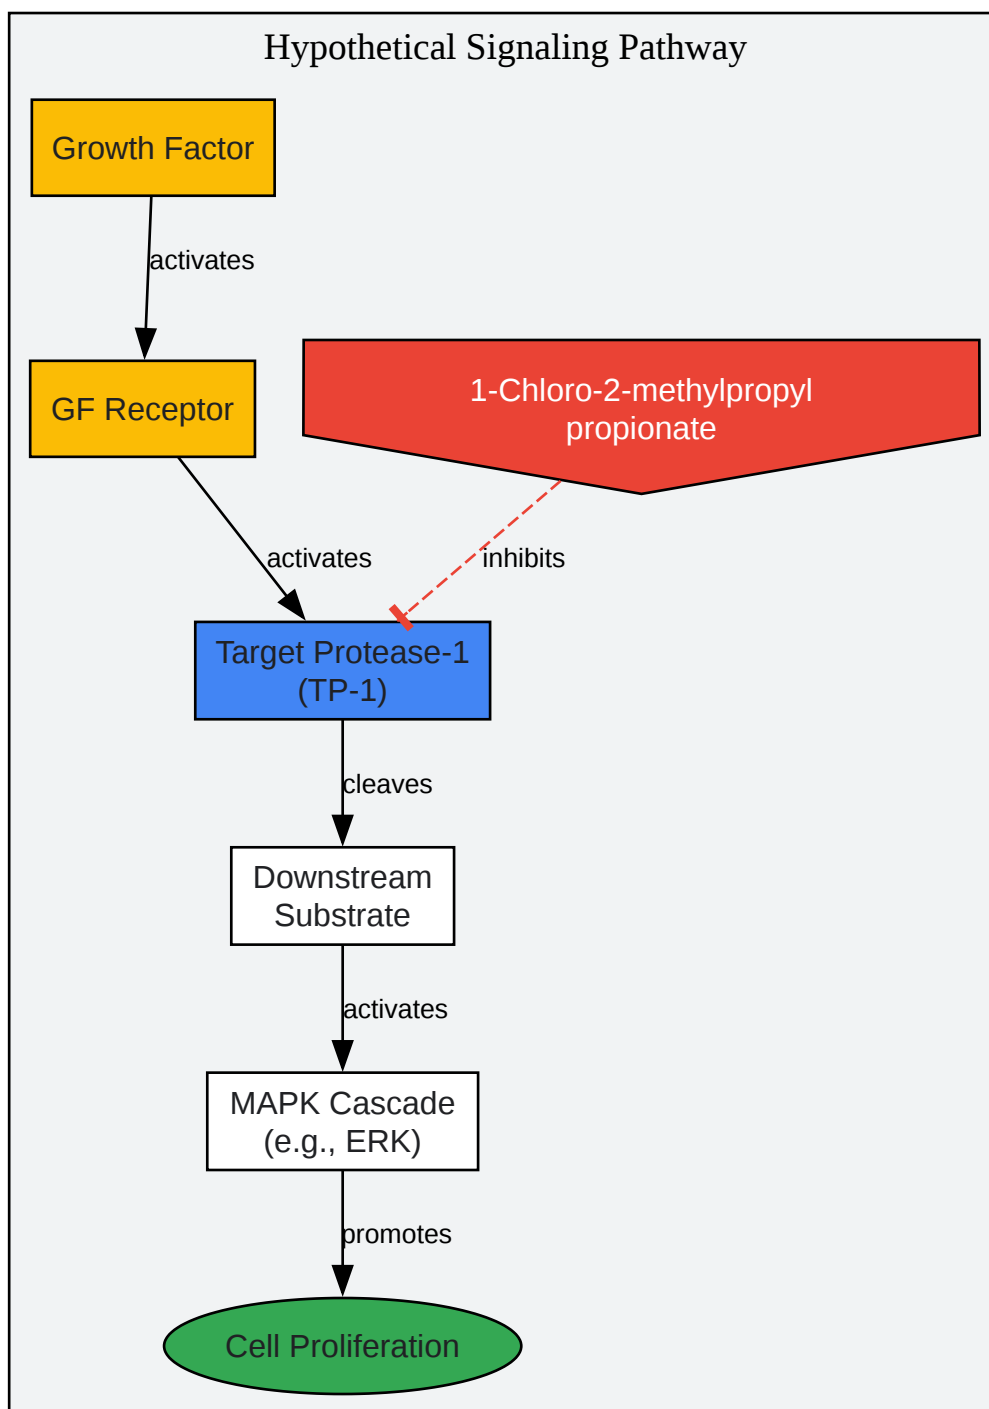 Hypothetical Signaling Pathway
Growth Factor
activates
GF Receptor
1-Chloro-2-methylpropyl
propionate
activates
inhibits
Target Protease-1
(TP-1)
cleaves
Downstream
Substrate
activates
MAPK Cascade
(e.g., ERK)
promotes
Cell Proliferation